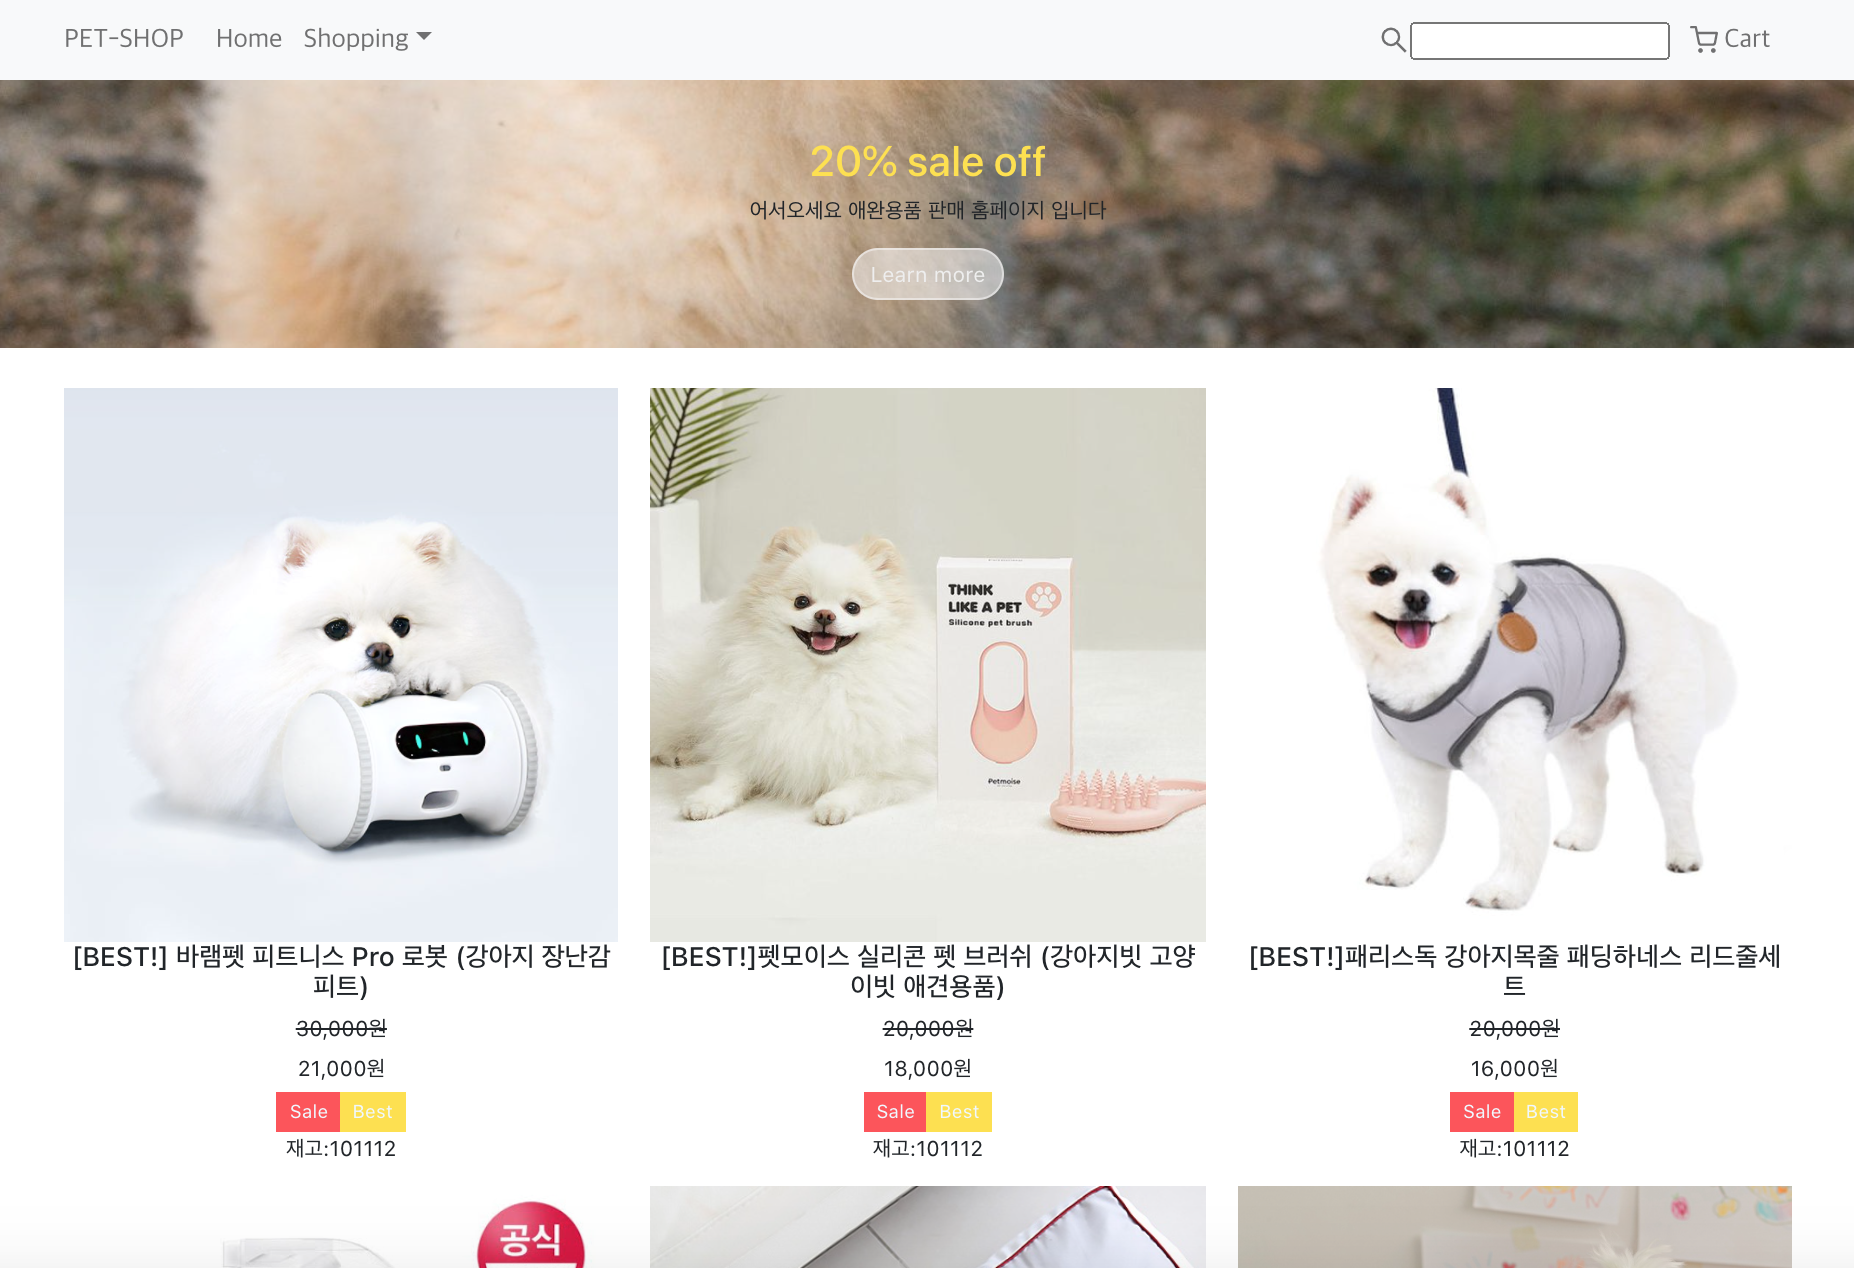 PET-SHOP Home Shopping Cart
20% sale off
어서오세요 애완용품 판매 홈페이지 입니다
Learn more
THINK
LIKE A PET
Silicone pet brush
Petmoise
[BEST!] 바램펫 피트니스 Pro 로봇 (강아지 장난감
피트)
30,000원
21,000원
Sale Best
재고:101112
[BEST!]펫모이스 실리콘 펫 브러쉬 (강아지빗 고양
이빗 애견용품)
20,000원
18,000원
Sale Best
재고:101112
[BEST!]패리스독 강아지목줄 패딩하네스 리드줄세
트
20,000원
16,000원
Sale Best
재고:101112
공식